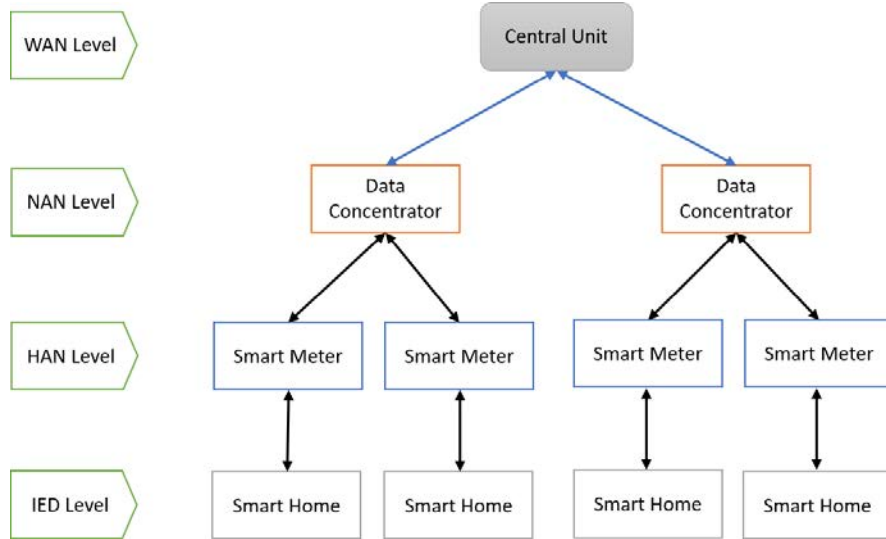 WAN Level
Central Unit
NAN Level
Data
Concentrator
Data
Concentrator
HAN Level
Smart Meter
Smart Meter
Smart Meter
Smart Meter
IED Level
Smart Home
Smart Home
Smart Home
Smart Home